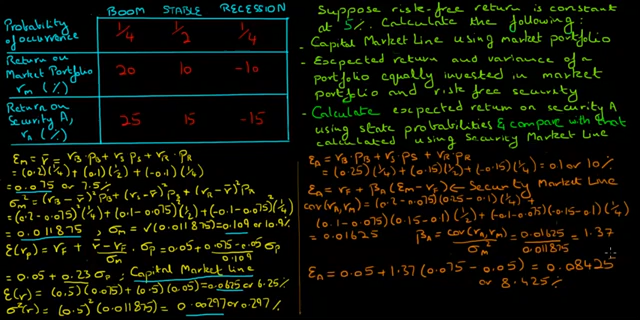 BOOM STABLE RECESSION
Probability of occurrence 1/4 1/2 1/4
Return on Market Portfolio rm (%) 20 10 -10
Return on Security A, rA (%) 25 15 -15
Suppose risk-free return is constant
at 5%. Calculate the following:
- Capital Market Line using market portfolio
- Exepected return and variance of a
portfolio equally invested in market
portfolio and risk free security
- Calculate exepected return on security A
using state probabilities & compare with that
calculated using Security Market Line
Em = r̄ = rB·PB + rS·PS + rR·PR
= (0.2)(1/4) + (0.1)(1/2) + (-0.1)(1/4)
= 0.075 or 7.5%
σm² = (rB - r̄)²PB + (rS - r̄)²PS + (rR - r̄)²PR
= (0.2-0.075)²(1/4) + (0.1-0.075)²(1/2) + (-0.1-0.075)²(1/4)
= 0.011875, σm = √(0.011875) = 0.109 or 10.9%
E(rp) = rF + (r̄ - rF)/σm · σp = 0.05 + (0.075-0.05)/0.109 σp
= 0.05 + 0.23σp Capital Market Line
E(r) = (0.5)(0.075) + (0.5)(0.05) = 0.0675 or 6.25%
σ²(r) = (0.5)²(0.011875) = 0.00297 or 0.297%
EA = rB·PB + rS·PS + rR·PR
= (0.25)(1/4) + (0.15)(1/2) + (-0.15)(1/4) = 0.1 or 10%
EA = rF + βA(Em - rF) ← Security Market Line
cov(rA, rm) = (0.2-0.075)(0.25-0.1)(1/4) +
(0.1-0.075)(0.15-0.1)(1/2) + (-0.1-0.075)(-0.15-0.1)(1/4)
= 0.01625 βA = cov(rA, rm)/σm² = 0.01625/0.011875 = 1.37
EA = 0.05 + 1.37(0.075 - 0.05) = 0.08425
or 8.425%